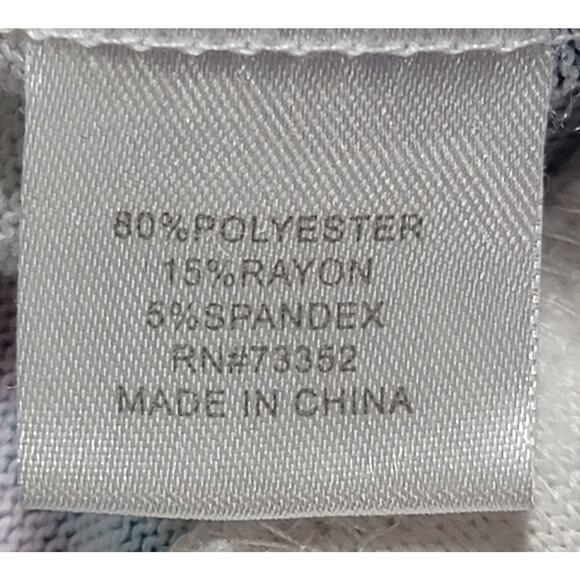 80%POLYESTER
15%RAYON
5%SPANDEX
RN#73352
MADE IN CHINA